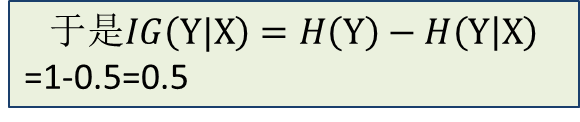 于是IG(Y|X) = H(Y) − H(Y|X)
=1-0.5=0.5